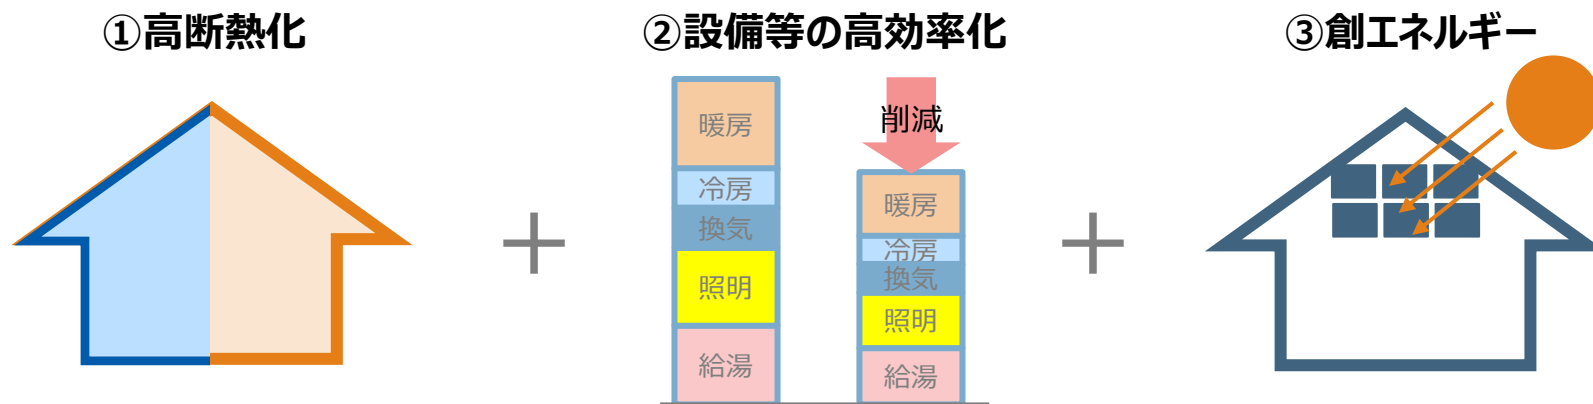 ①高断熱化
②設備等の高効率化
③創エネルギー
暖房
冷房
換気
照明
給湯
削減
暖房
冷房
換気
照明
給湯